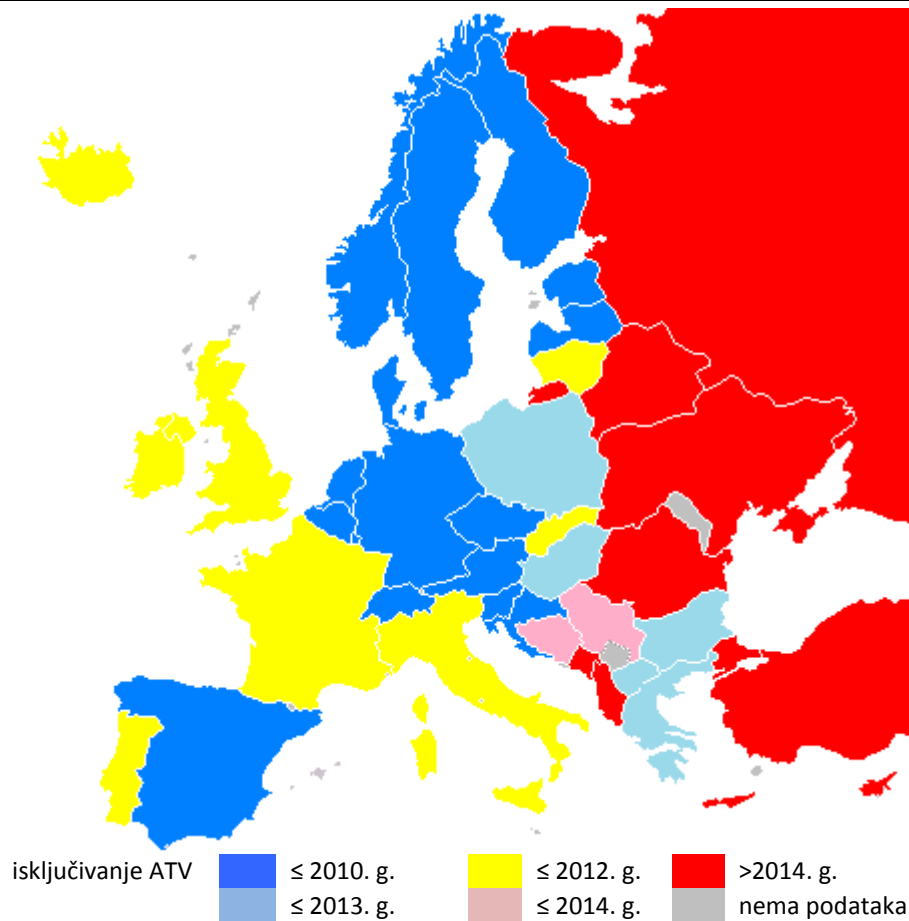 isključivanje ATV ≤ 2010. g. ≤ 2012. g. >2014. g.
≤ 2013. g. ≤ 2014. g. nema podataka